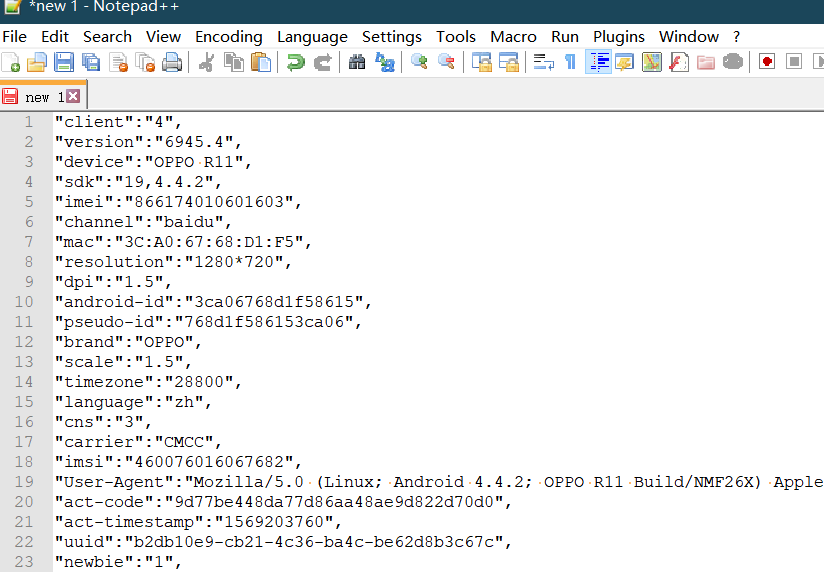 *new 1 - Notepad++
File Edit Search View Encoding Language Settings Tools Macro Run Plugins Window ?
new 1
1 "client":"4",
2 "version":"6945.4",
3 "device":"OPPO R11",
4 "sdk":"19,4.4.2",
5 "imei":"866174010601603",
6 "channel":"baidu",
7 "mac":"3C:A0:67:68:D1:F5",
8 "resolution":"1280*720",
9 "dpi":"1.5",
10 "android-id":"3ca06768d1f58615",
11 "pseudo-id":"768d1f586153ca06",
12 "brand":"OPPO",
13 "scale":"1.5",
14 "timezone":"28800",
15 "language":"zh",
16 "cns":"3",
17 "carrier":"CMCC",
18 "imsi":"460076016067682",
19 "User-Agent":"Mozilla/5.0 (Linux; Android 4.4.2; OPPO R11 Build/NMF26X) Apple
20 "act-code":"9d77be448da77d86aa48ae9d822d70d0",
21 "act-timestamp":"1569203760",
22 "uuid":"b2db10e9-cb21-4c36-ba4c-be62d8b3c67c",
23 "newbie":"1",